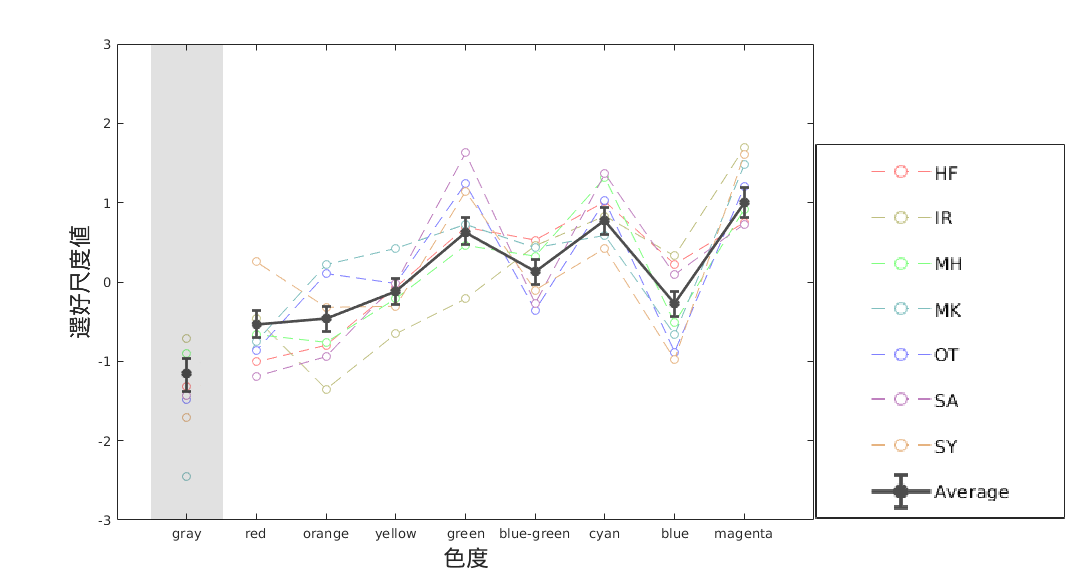 3
2
1
0
-1
-2
-3
選好尺度値
gray red orange yellow green blue-green cyan blue magenta
色度
HF
IR
MH
MK
OT
SA
SY
Average